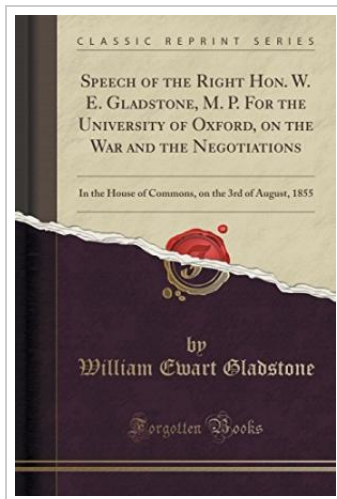 CLASSIC REPRINT SERIES
SPEECH OF THE RIGHT HON. W.
E. GLADSTONE, M. P. FOR THE
UNIVERSITY OF OXFORD, ON THE
WAR AND THE NEGOTIATIONS
In the House of Commons, on the 3rd of August, 1855
by
William Ewart Gladstone
Forgotten Books